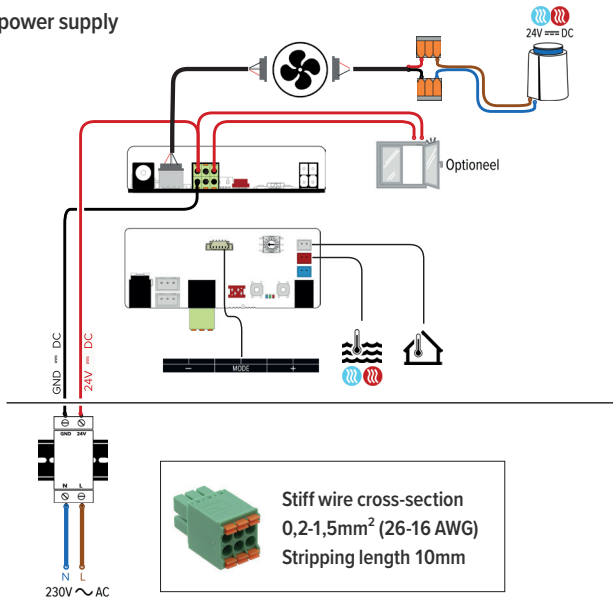 power supply
24V ⎓ DC
Optioneel
MODE
GND ⎓ DC
24V ⎓ DC
GND 24V
N L
N L
230V ∼ AC
Stiff wire cross-section
0,2-1,5mm² (26-16 AWG)
Stripping length 10mm